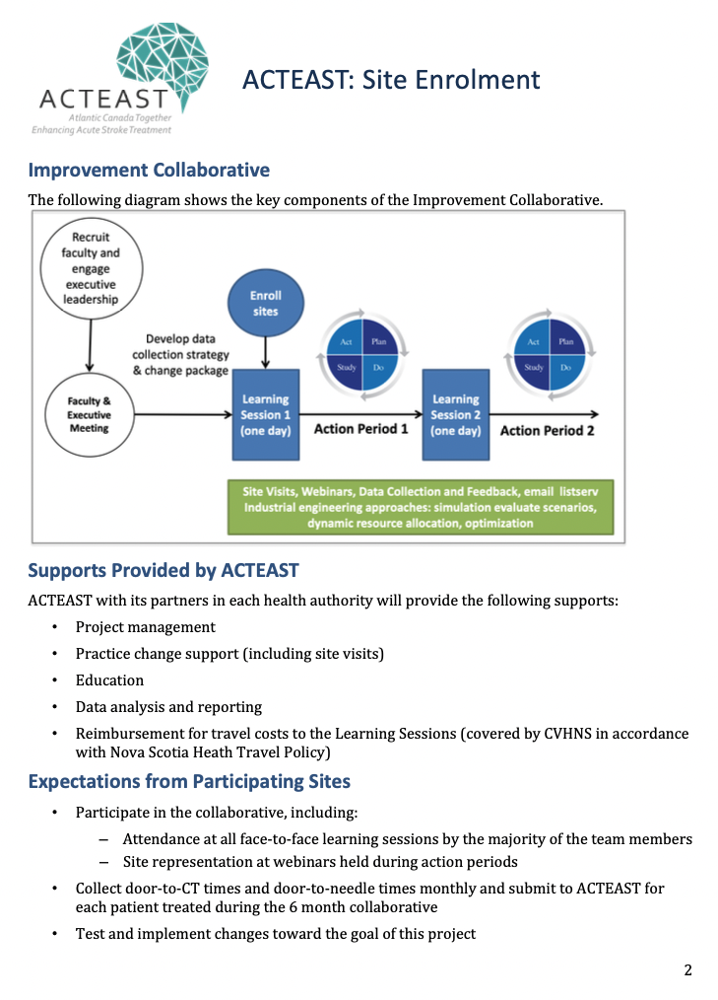 ACTEAST
Atlantic Canada Together
Enhancing Acute Stroke Treatment
ACTEAST: Site Enrolment
Improvement Collaborative
The following diagram shows the key components of the Improvement Collaborative.
Recruit
faculty and
engage
executive
leadership
Enroll
sites
Develop data
collection strategy
& change package
Act
Plan
Study
Do
Act
Plan
Study
Do
Faculty &
Executive
Meeting
Learning
Session 1
(one day)
Action Period 1
Learning
Session 2
(one day)
Action Period 2
Site Visits, Webinars, Data Collection and Feedback, email listserv
Industrial engineering approaches: simulation evaluate scenarios,
dynamic resource allocation, optimization
Supports Provided by ACTEAST
ACTEAST with its partners in each health authority will provide the following supports:
• Project management
• Practice change support (including site visits)
• Education
• Data analysis and reporting
• Reimbursement for travel costs to the Learning Sessions (covered by CVHNS in accordance
with Nova Scotia Heath Travel Policy)
Expectations from Participating Sites
• Participate in the collaborative, including:
– Attendance at all face-to-face learning sessions by the majority of the team members
– Site representation at webinars held during action periods
• Collect door-to-CT times and door-to-needle times monthly and submit to ACTEAST for
each patient treated during the 6 month collaborative
• Test and implement changes toward the goal of this project
2